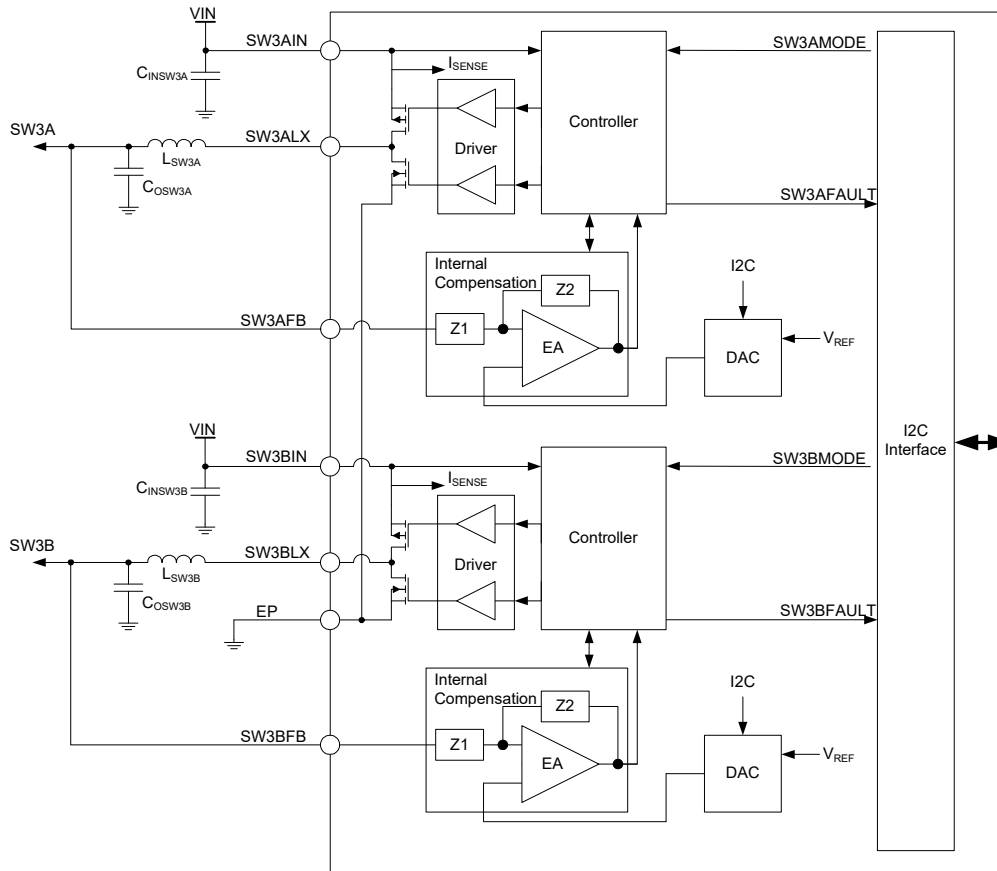 VIN
SW3AIN
CINSW3A
ISENSE
SW3AMODE
Controller
SW3A
SW3ALX
LSW3A
COSW3A
Driver
SW3AFAULT
Internal
Compensation
Z2
I2C
SW3AFB
Z1
EA
DAC
VREF
I2C
Interface
VIN
SW3BIN
CINSW3B
ISENSE
SW3BMODE
Controller
SW3B
SW3BLX
LSW3B
COSW3B
Driver
EP
SW3BFAULT
Internal
Compensation
Z2
I2C
SW3BFB
Z1
EA
DAC
VREF